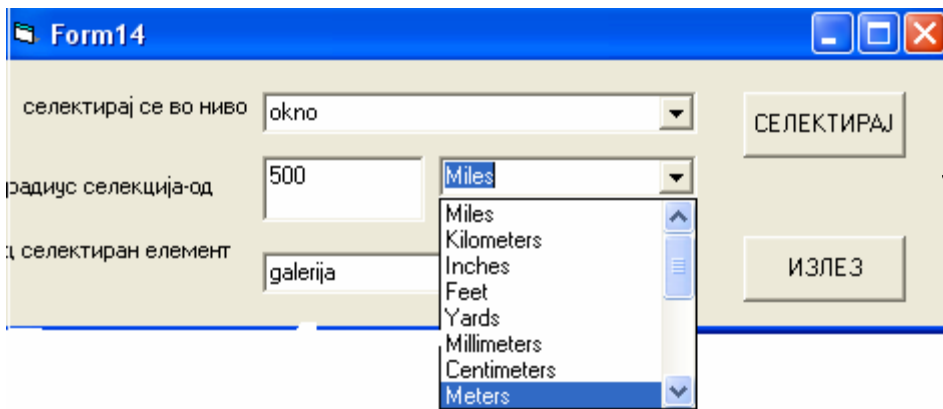 Form14
селектирај се во ниво
okno
СЕЛЕКТИРАЈ
радиус селекција-од
500
Miles
Miles
Kilometers
Inches
Feet
Yards
Millimeters
Centimeters
Meters
селектиран елемент
galerija
ИЗЛЕЗ